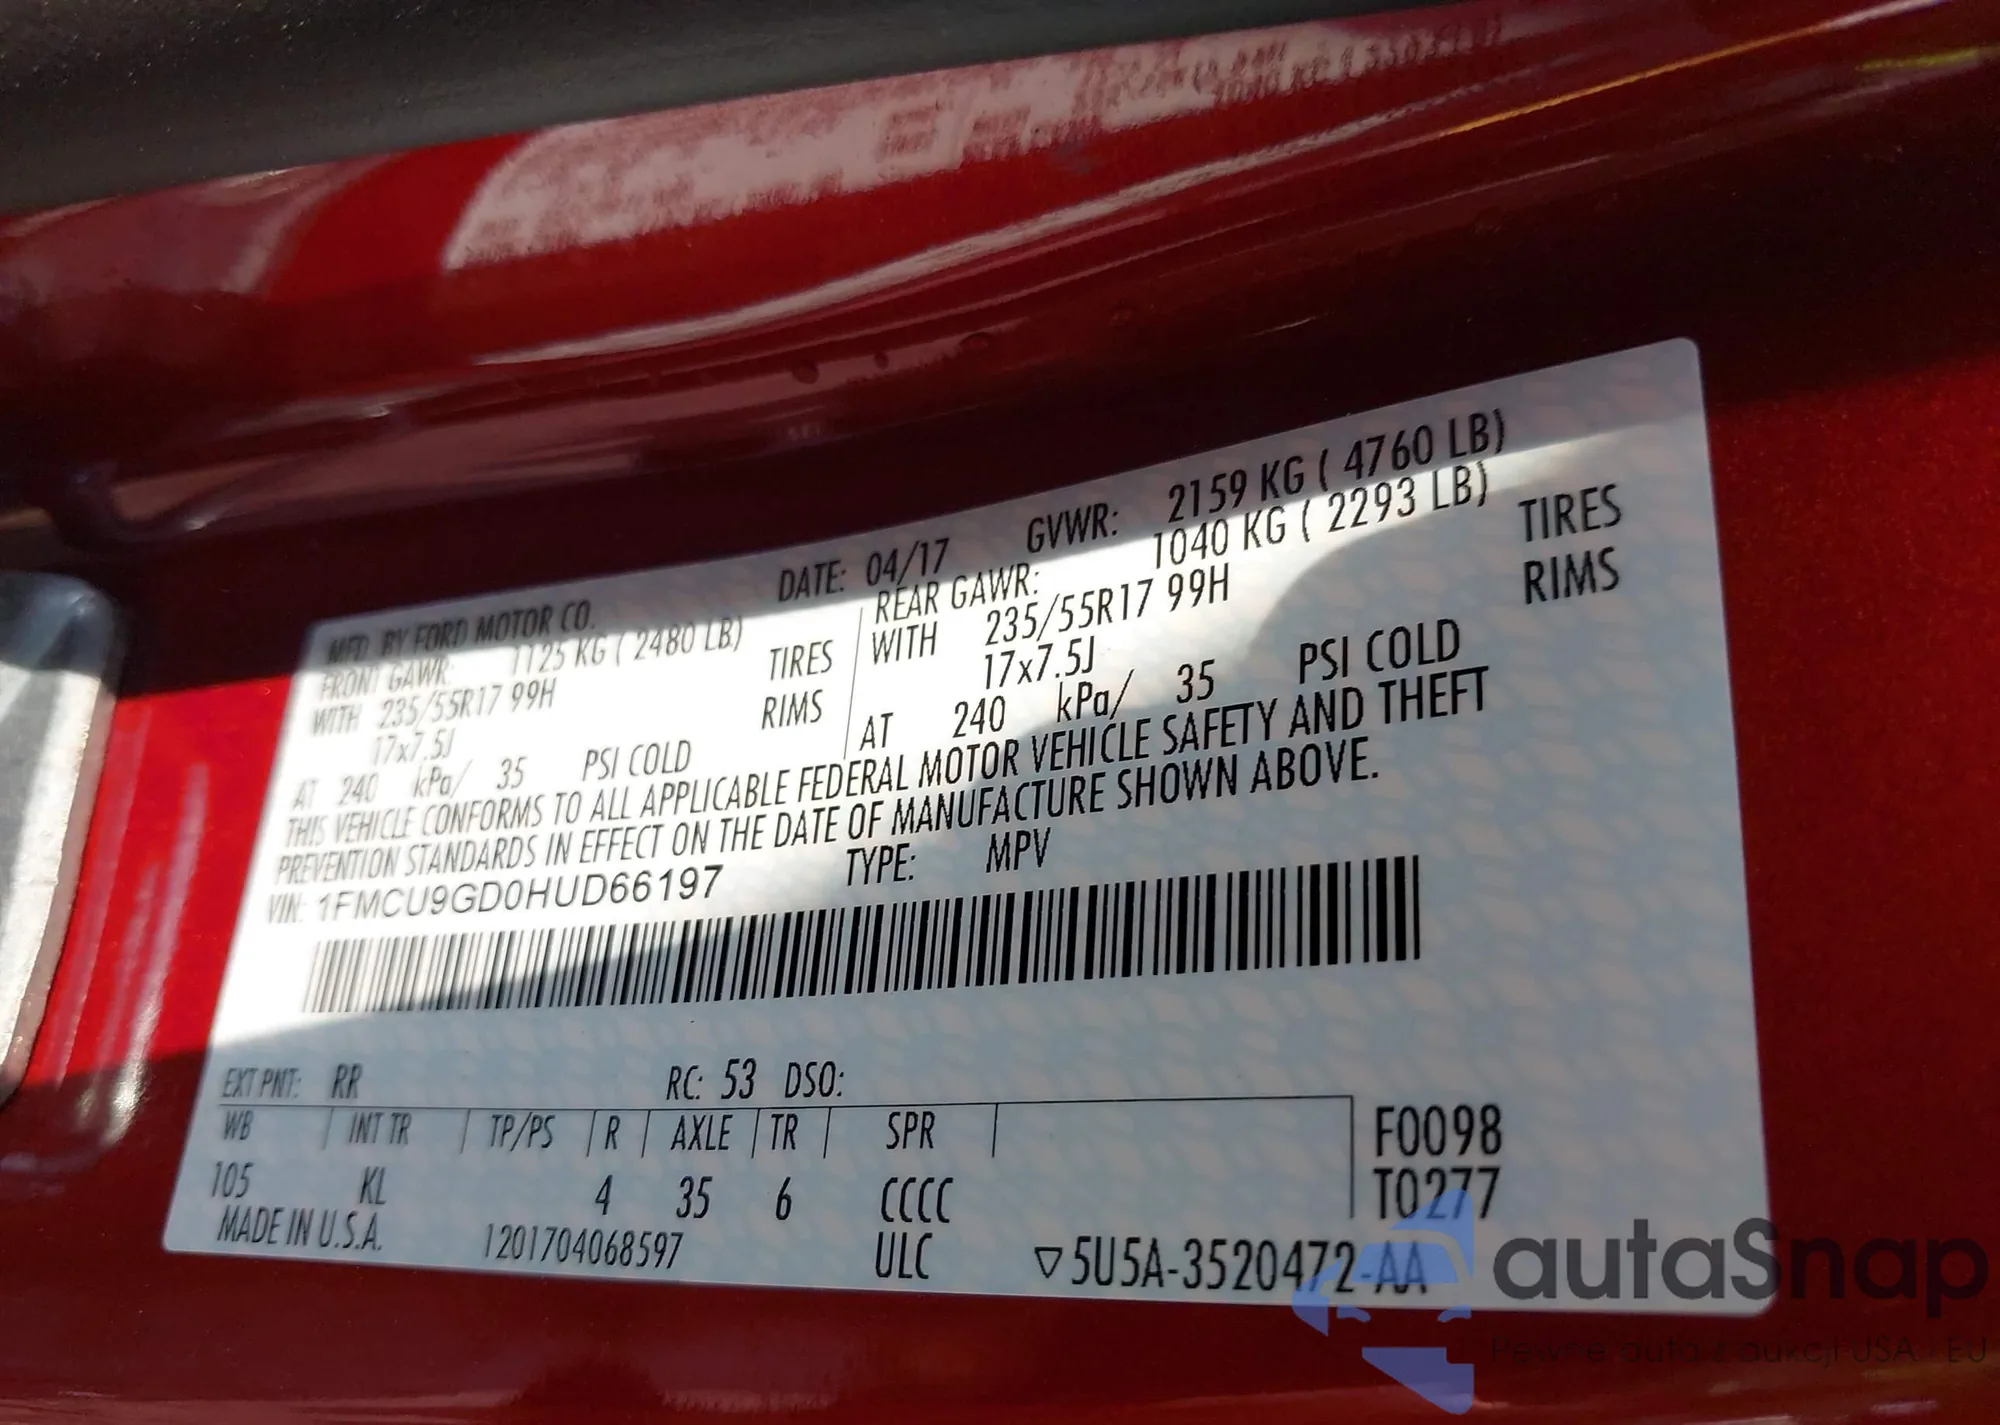 MFD. BY FORD MOTOR CO. DATE: 04/17 GVWR: 2159 KG ( 4760 LB)
FRONT GAWR: 1125 KG ( 2480 LB) REAR GAWR: 1040 KG ( 2293 LB)
WITH 235/55R17 99H TIRES WITH 235/55R17 99H TIRES
17x7.5J RIMS 17x7.5J RIMS
AT 240 kPa/ 35 PSI COLD AT 240 kPa/ 35 PSI COLD
THIS VEHICLE CONFORMS TO ALL APPLICABLE FEDERAL MOTOR VEHICLE SAFETY AND THEFT
PREVENTION STANDARDS IN EFFECT ON THE DATE OF MANUFACTURE SHOWN ABOVE.
VIN: 1FMCU9GD0HUD66197 TYPE: MPV
EXT PNT: RR RC: 53 DSO:
WB INT TR TP/PS R AXLE TR SPR F0098
105 KL 4 35 6 CCCC T0277
MADE IN U.S.A. 1201704068597 ULC ▽5U5A-3520472-AA
autaSnap
Pewne auta z aukcji USA i EU